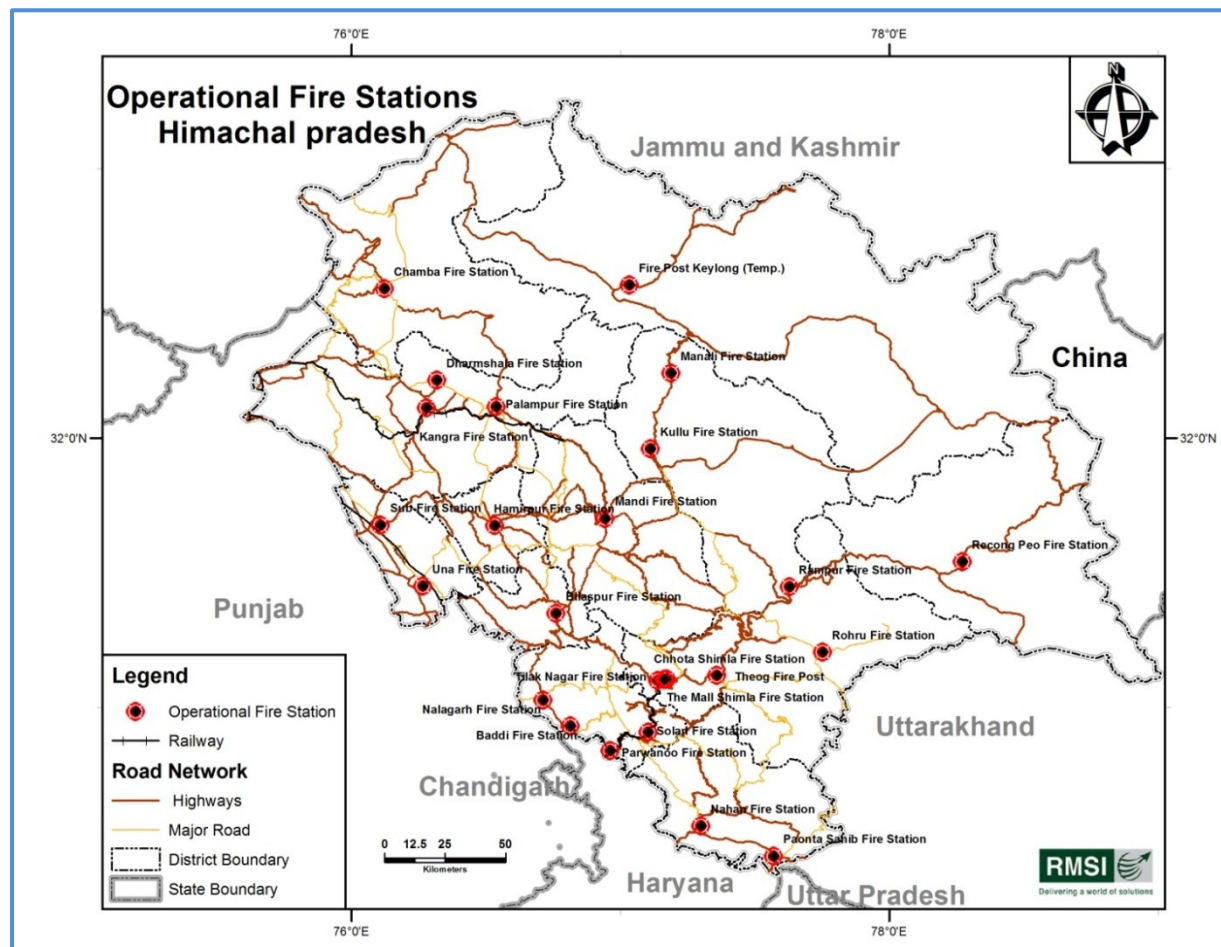 76°0'E
78°0'E
Operational Fire Stations
Himachal pradesh
N
Jammu and Kashmir
Chamba Fire Station
Fire Post Keylong (Temp.)
China
Manali Fire Station
Dharmshala Fire Station
Palampur Fire Station
32°0'N
32°0'N
Kangra Fire Station
Kullu Fire Station
Sub-Fire Station
Hamirpur Fire Station
Mandi Fire Station
Recong Peo Fire Station
Una Fire Station
Rampur Fire Station
Punjab
Bilaspur Fire Station
Rohru Fire Station
Chhota Shimla Fire Station
Tilak Nagar Fire Station
Theog Fire Post
The Mall Shimla Fire Station
Nalagarh Fire Station
Uttarakhand
Baddi Fire Station
Solan Fire Station
Parwanoo Fire Station
Chandigarh
Nahan Fire Station
Paonta Sahib Fire Station
Haryana
Uttar Pradesh
Legend
Operational Fire Station
Railway
Road Network
Highways
Major Road
District Boundary
State Boundary
0 12.5 25 50
Kilometers
RMSI
Delivering a world of solutions
76°0'E
78°0'E